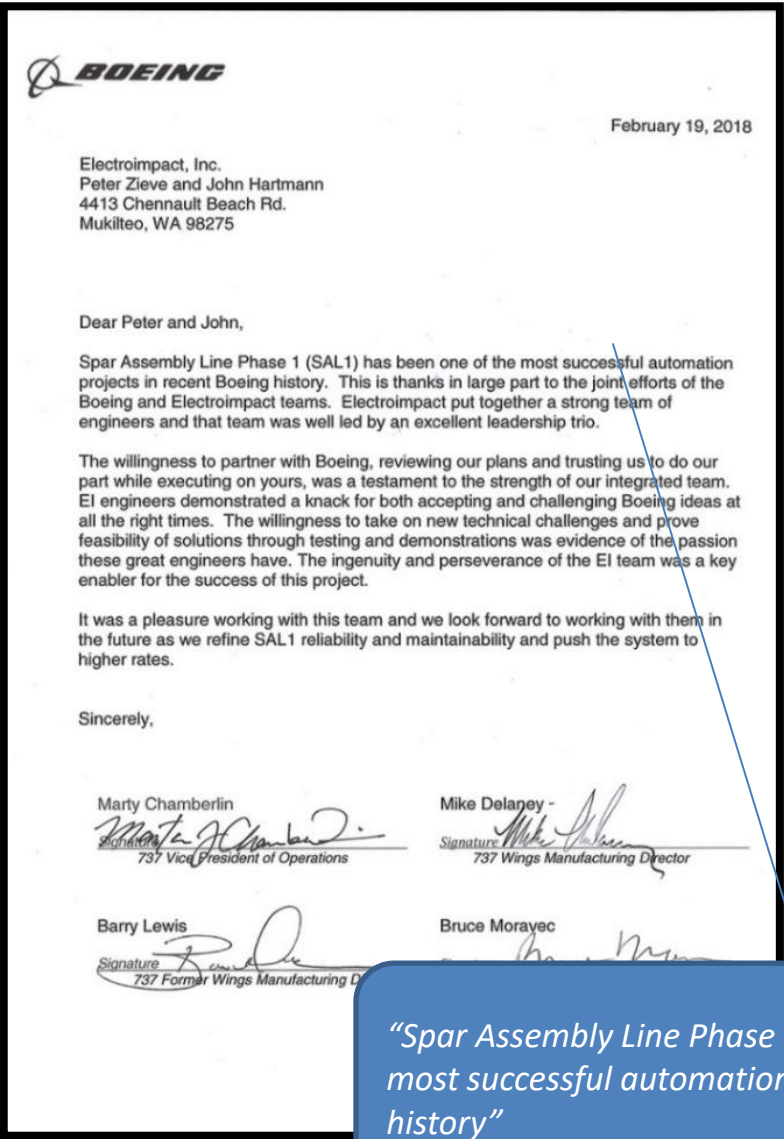 BOEING
February 19, 2018
Electroimpact, Inc.
Peter Zieve and John Hartmann
4413 Chennault Beach Rd.
Mukilteo, WA 98275
Dear Peter and John,
Spar Assembly Line Phase 1 (SAL1) has been one of the most successful automation
projects in recent Boeing history. This is thanks in large part to the joint efforts of the
Boeing and Electroimpact teams. Electroimpact put together a strong team of
engineers and that team was well led by an excellent leadership trio.
The willingness to partner with Boeing, reviewing our plans and trusting us to do our
part while executing on yours, was a testament to the strength of our integrated team.
EI engineers demonstrated a knack for both accepting and challenging Boeing ideas at
all the right times. The willingness to take on new technical challenges and prove
feasibility of solutions through testing and demonstrations was evidence of the passion
these great engineers have. The ingenuity and perseverance of the EI team was a key
enabler for the success of this project.
It was a pleasure working with this team and we look forward to working with them in
the future as we refine SAL1 reliability and maintainability and push the system to
higher rates.
Sincerely,
Marty Chamberlin
Signature
737 Vice President of Operations
Mike Delaney -
Signature
737 Wings Manufacturing Director
Barry Lewis
Signature
737 Former Wings Manufacturing D
Bruce Moravec
“Spar Assembly Line Phase
most successful automation
history”